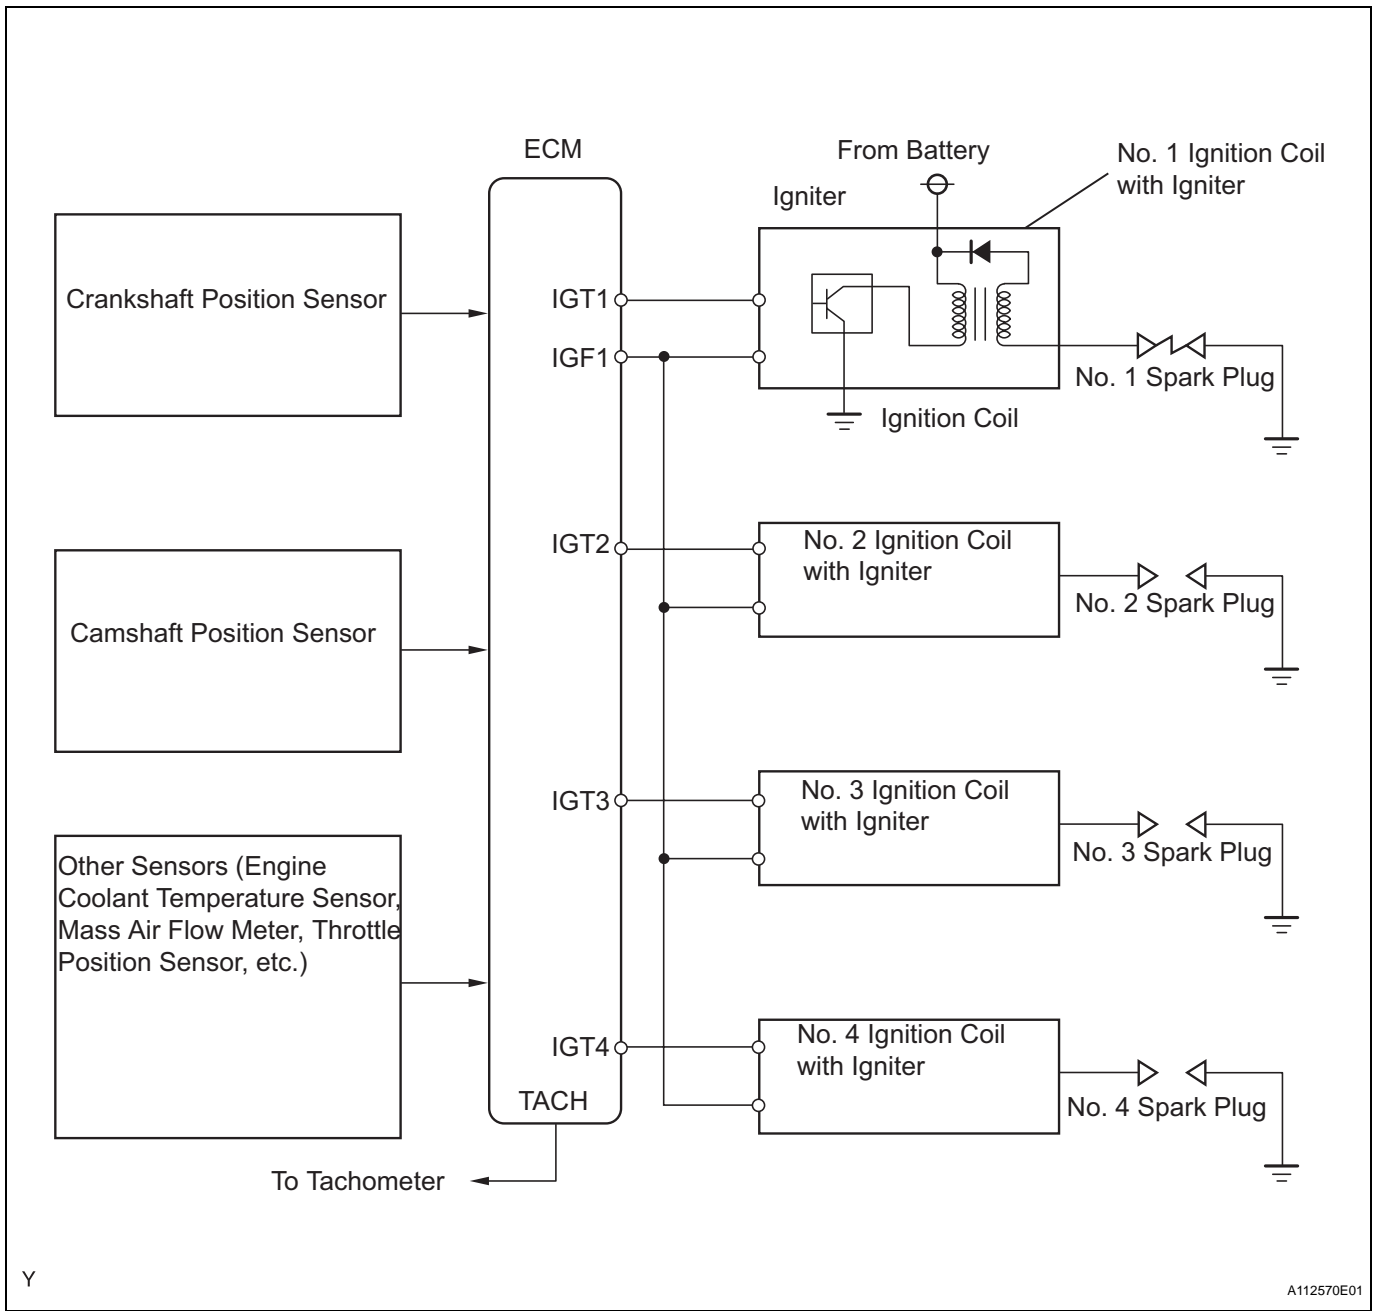 ECM
From Battery
No. 1 Ignition Coil
with Igniter
Igniter
Crankshaft Position Sensor
IGT1
IGF1
No. 1 Spark Plug
Ignition Coil
IGT2
No. 2 Ignition Coil
with Igniter
No. 2 Spark Plug
Camshaft Position Sensor
IGT3
No. 3 Ignition Coil
with Igniter
No. 3 Spark Plug
Other Sensors (Engine
Coolant Temperature Sensor,
Mass Air Flow Meter, Throttle
Position Sensor, etc.)
IGT4
No. 4 Ignition Coil
with Igniter
TACH
No. 4 Spark Plug
To Tachometer
Y
A112570E01